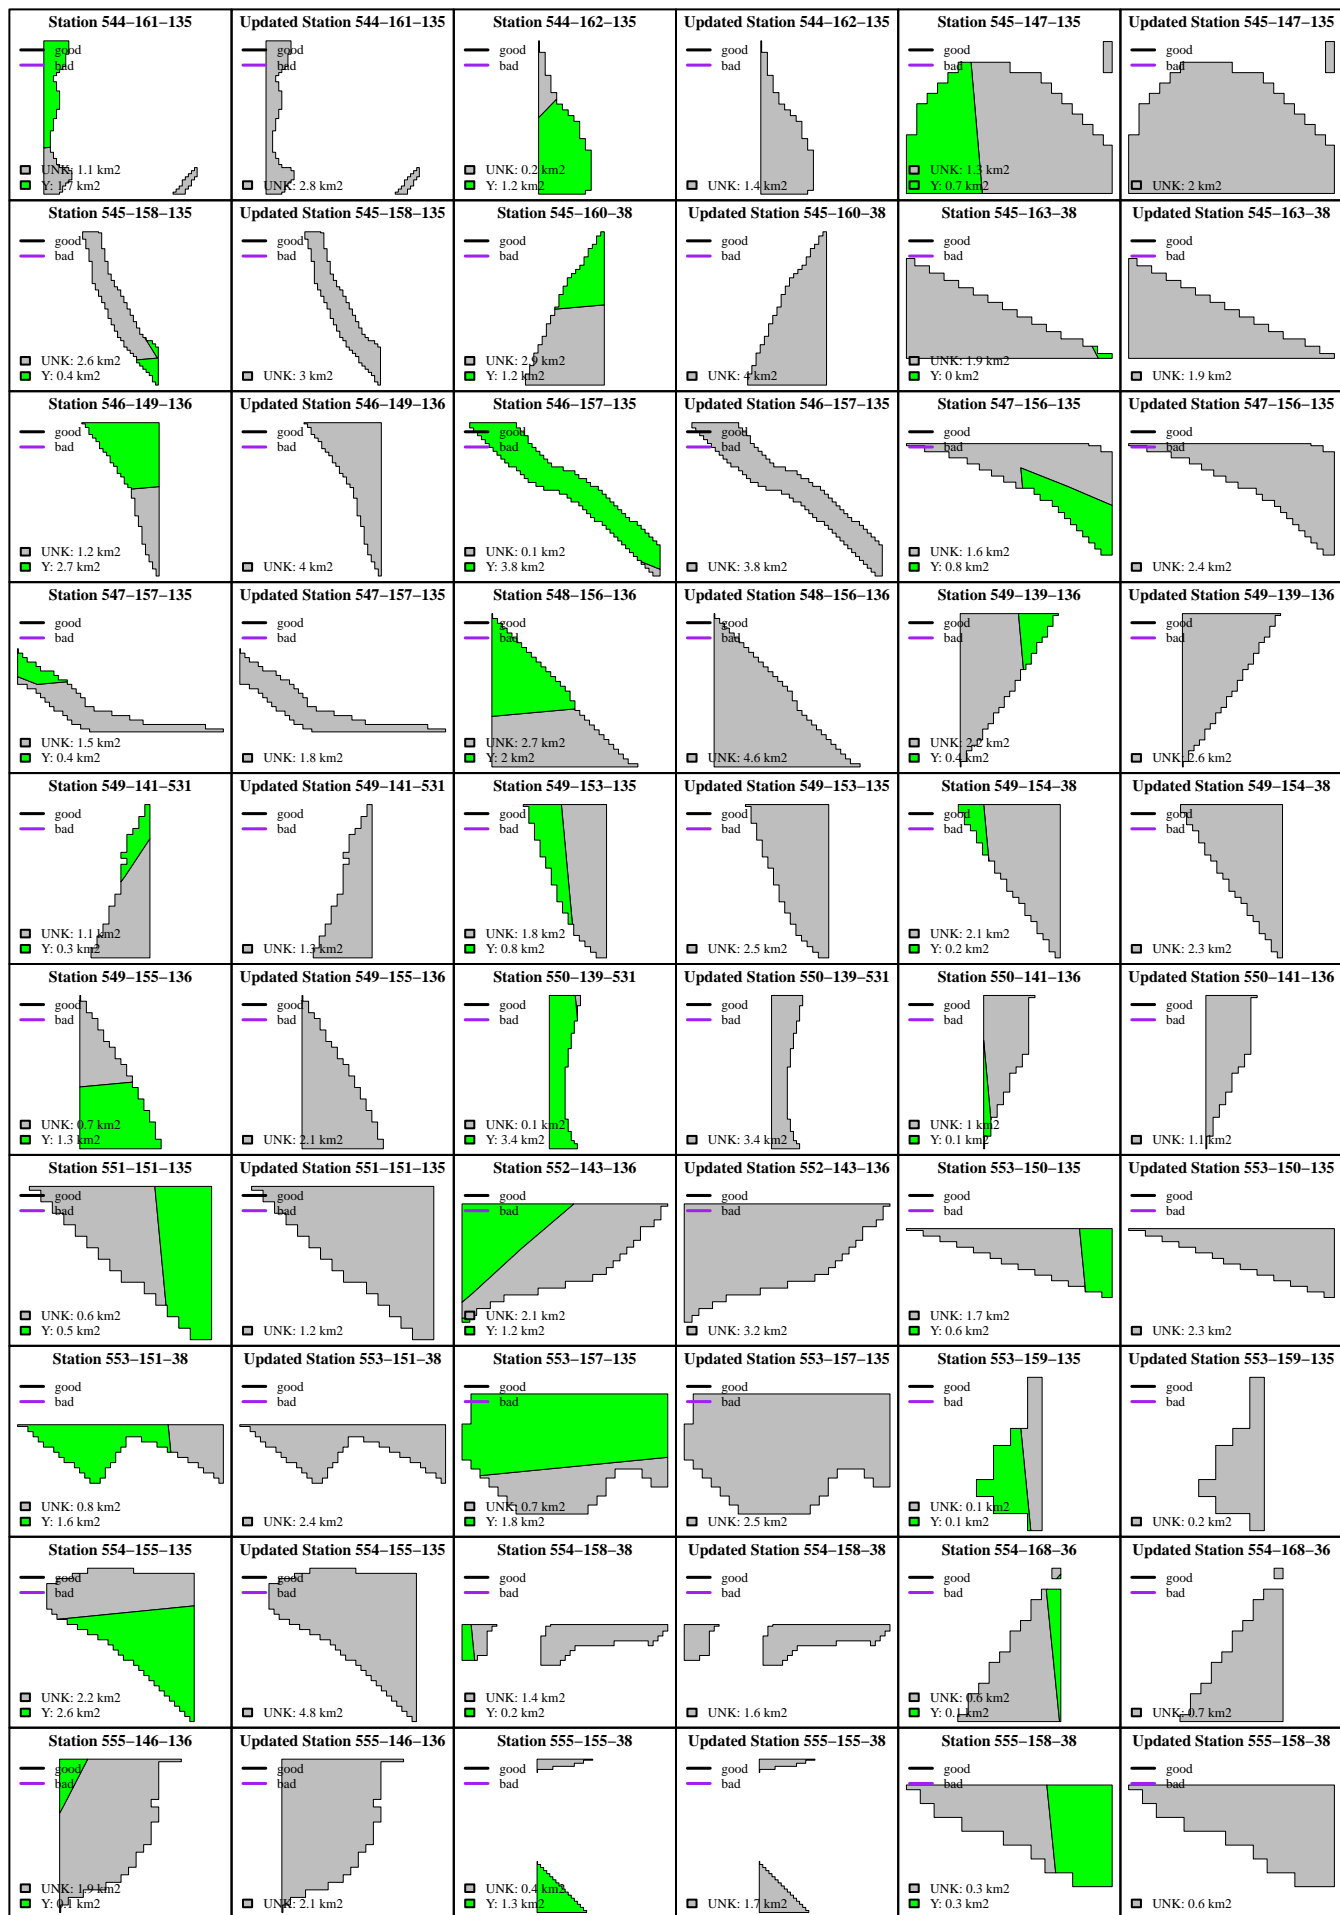 Station 544−161−135
good
bad
UNK: 1.1 km2
Y: 1.7 km2
Updated Station 544−161−135
good
bad
UNK: 2.8 km2
Station 544−162−135
good
bad
UNK: 0.2 km2
Y: 1.2 km2
Updated Station 544−162−135
good
bad
UNK: 1.4 km2
Station 545−147−135
good
bad
UNK: 1.3 km2
Y: 0.7 km2
Updated Station 545−147−135
good
bad
UNK: 2 km2
Station 545−158−135
good
bad
UNK: 2.6 km2
Y: 0.4 km2
Updated Station 545−158−135
good
bad
UNK: 3 km2
Station 545−160−38
good
bad
UNK: 2.9 km2
Y: 1.2 km2
Updated Station 545−160−38
good
bad
UNK: 4 km2
Station 545−163−38
good
bad
UNK: 1.9 km2
Y: 0 km2
Updated Station 545−163−38
good
bad
UNK: 1.9 km2
Station 546−149−136
good
bad
UNK: 1.2 km2
Y: 2.7 km2
Updated Station 546−149−136
good
bad
UNK: 4 km2
Station 546−157−135
good
bad
UNK: 0.1 km2
Y: 3.8 km2
Updated Station 546−157−135
good
bad
UNK: 3.8 km2
Station 547−156−135
good
bad
UNK: 1.6 km2
Y: 0.8 km2
Updated Station 547−156−135
good
bad
UNK: 2.4 km2
Station 547−157−135
good
bad
UNK: 1.5 km2
Y: 0.4 km2
Updated Station 547−157−135
good
bad
UNK: 1.8 km2
Station 548−156−136
good
bad
UNK: 2.7 km2
Y: 2 km2
Updated Station 548−156−136
good
bad
UNK: 4.6 km2
Station 549−139−136
good
bad
UNK: 2.2 km2
Y: 0.4 km2
Updated Station 549−139−136
good
bad
UNK: 2.6 km2
Station 549−141−531
good
bad
UNK: 1.1 km2
Y: 0.3 km2
Updated Station 549−141−531
good
bad
UNK: 1.3 km2
Station 549−153−135
good
bad
UNK: 1.8 km2
Y: 0.8 km2
Updated Station 549−153−135
good
bad
UNK: 2.5 km2
Station 549−154−38
good
bad
UNK: 2.1 km2
Y: 0.2 km2
Updated Station 549−154−38
good
bad
UNK: 2.3 km2
Station 549−155−136
good
bad
UNK: 0.7 km2
Y: 1.3 km2
Updated Station 549−155−136
good
bad
UNK: 2.1 km2
Station 550−139−531
good
bad
UNK: 0.1 km2
Y: 3.4 km2
Updated Station 550−139−531
good
bad
UNK: 3.4 km2
Station 550−141−136
good
bad
UNK: 1 km2
Y: 0.1 km2
Updated Station 550−141−136
good
bad
UNK: 1.1 km2
Station 551−151−135
good
bad
UNK: 0.6 km2
Y: 0.5 km2
Updated Station 551−151−135
good
bad
UNK: 1.2 km2
Station 552−143−136
good
bad
UNK: 2.1 km2
Y: 1.2 km2
Updated Station 552−143−136
good
bad
UNK: 3.2 km2
Station 553−150−135
good
bad
UNK: 1.7 km2
Y: 0.6 km2
Updated Station 553−150−135
good
bad
UNK: 2.3 km2
Station 553−151−38
good
bad
UNK: 0.8 km2
Y: 1.6 km2
Updated Station 553−151−38
good
bad
UNK: 2.4 km2
Station 553−157−135
good
bad
UNK: 0.7 km2
Y: 1.8 km2
Updated Station 553−157−135
good
bad
UNK: 2.5 km2
Station 553−159−135
good
bad
UNK: 0.1 km2
Y: 0.1 km2
Updated Station 553−159−135
good
bad
UNK: 0.2 km2
Station 554−155−135
good
bad
UNK: 2.2 km2
Y: 2.6 km2
Updated Station 554−155−135
good
bad
UNK: 4.8 km2
Station 554−158−38
good
bad
UNK: 1.4 km2
Y: 0.2 km2
Updated Station 554−158−38
good
bad
UNK: 1.6 km2
Station 554−168−36
good
bad
UNK: 0.6 km2
Y: 0.1 km2
Updated Station 554−168−36
good
bad
UNK: 0.7 km2
Station 555−146−136
good
bad
UNK: 1.9 km2
Y: 0.1 km2
Updated Station 555−146−136
good
bad
UNK: 2.1 km2
Station 555−155−38
good
bad
UNK: 0.4 km2
Y: 1.3 km2
Updated Station 555−155−38
good
bad
UNK: 1.7 km2
Station 555−158−38
good
bad
UNK: 0.3 km2
Y: 0.3 km2
Updated Station 555−158−38
good
bad
UNK: 0.6 km2